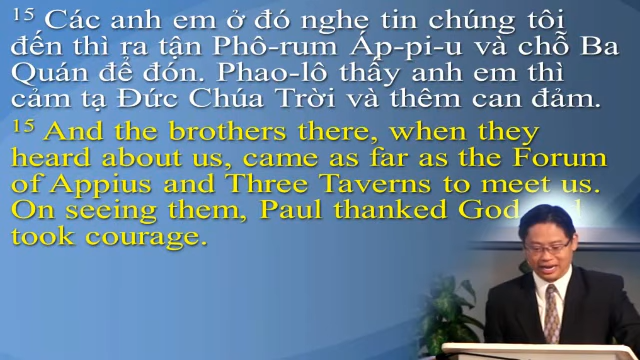 15 Các anh em ở đó nghe tin chúng tôi
đến thì ra tận Phô-rum Áp-pi-u và chỗ Ba
Quán để đón. Phao-lô thấy anh em thì
cảm tạ Đức Chúa Trời và thêm can đảm.
15 And the brothers there, when they
heard about us, came as far as the Forum
of Appius and Three Taverns to meet us.
On seeing them, Paul thanked God
took courage.